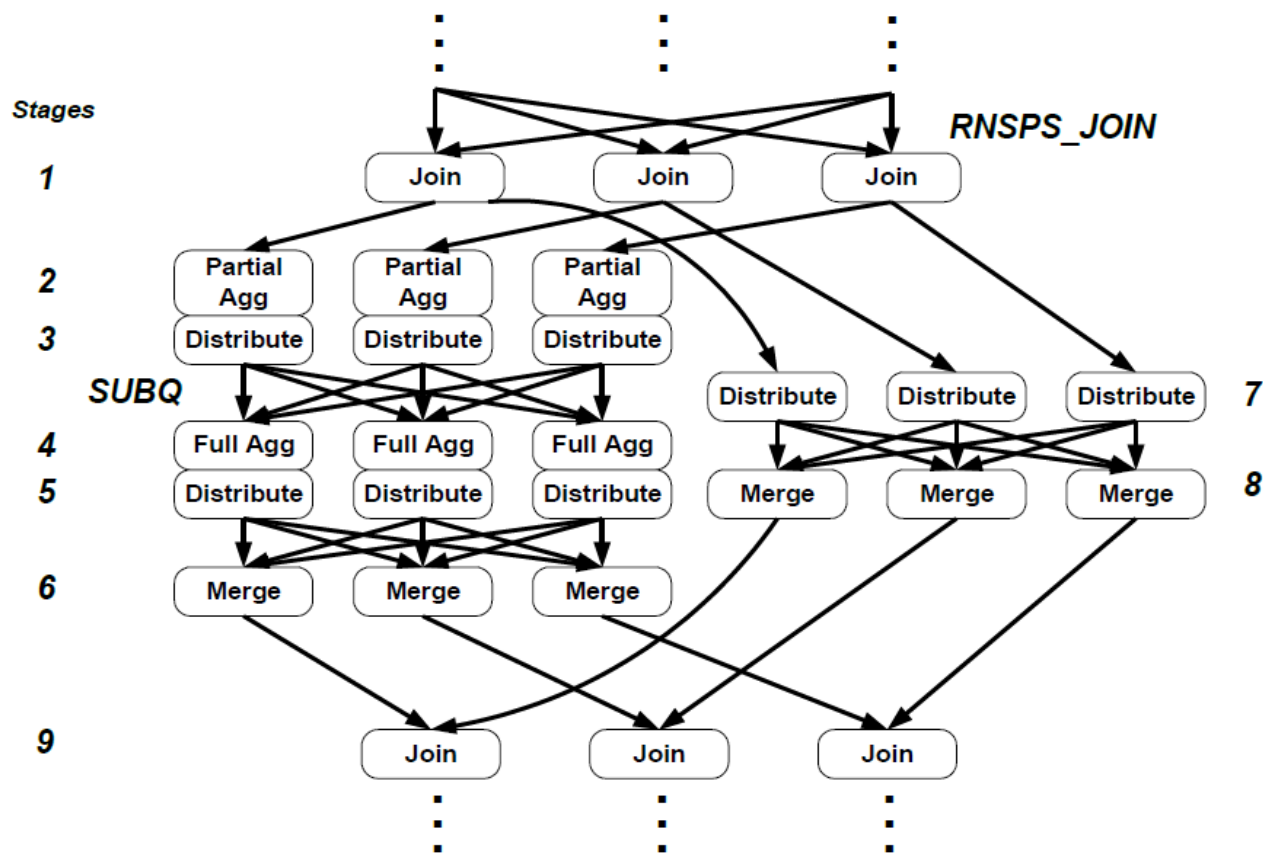 Stages
RNSPS_JOIN
1
Join
Join
Join
2
Partial
Agg
Partial
Agg
Partial
Agg
3
Distribute
Distribute
Distribute
SUBQ
Distribute
Distribute
Distribute
7
4
Full Agg
Full Agg
Full Agg
5
Distribute
Distribute
Distribute
Merge
Merge
Merge
8
6
Merge
Merge
Merge
9
Join
Join
Join